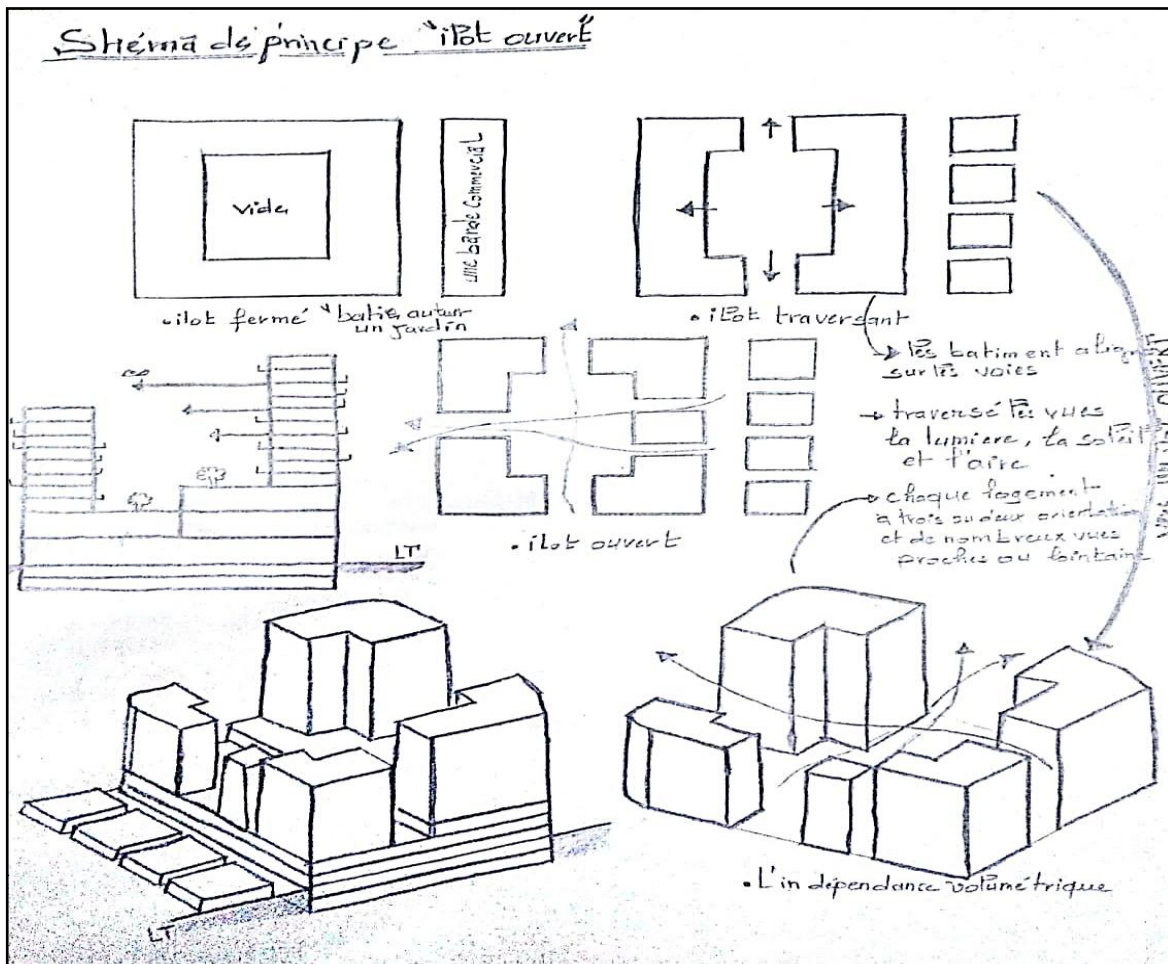 Shéma de principe "ilot ouvert"
vide
une bande commercial
• ilot fermé "batie autour
un jardin
• ilot traversant
les batiment
sur les voies
traversé les vues
la lumiere, la soleil
et l'aire
chaque logement
a trois ou deux orientation
et de nombreux vues
proches ou lointaine
• ilot ouvert
LT
LT
• L'in dépendance volumétrique